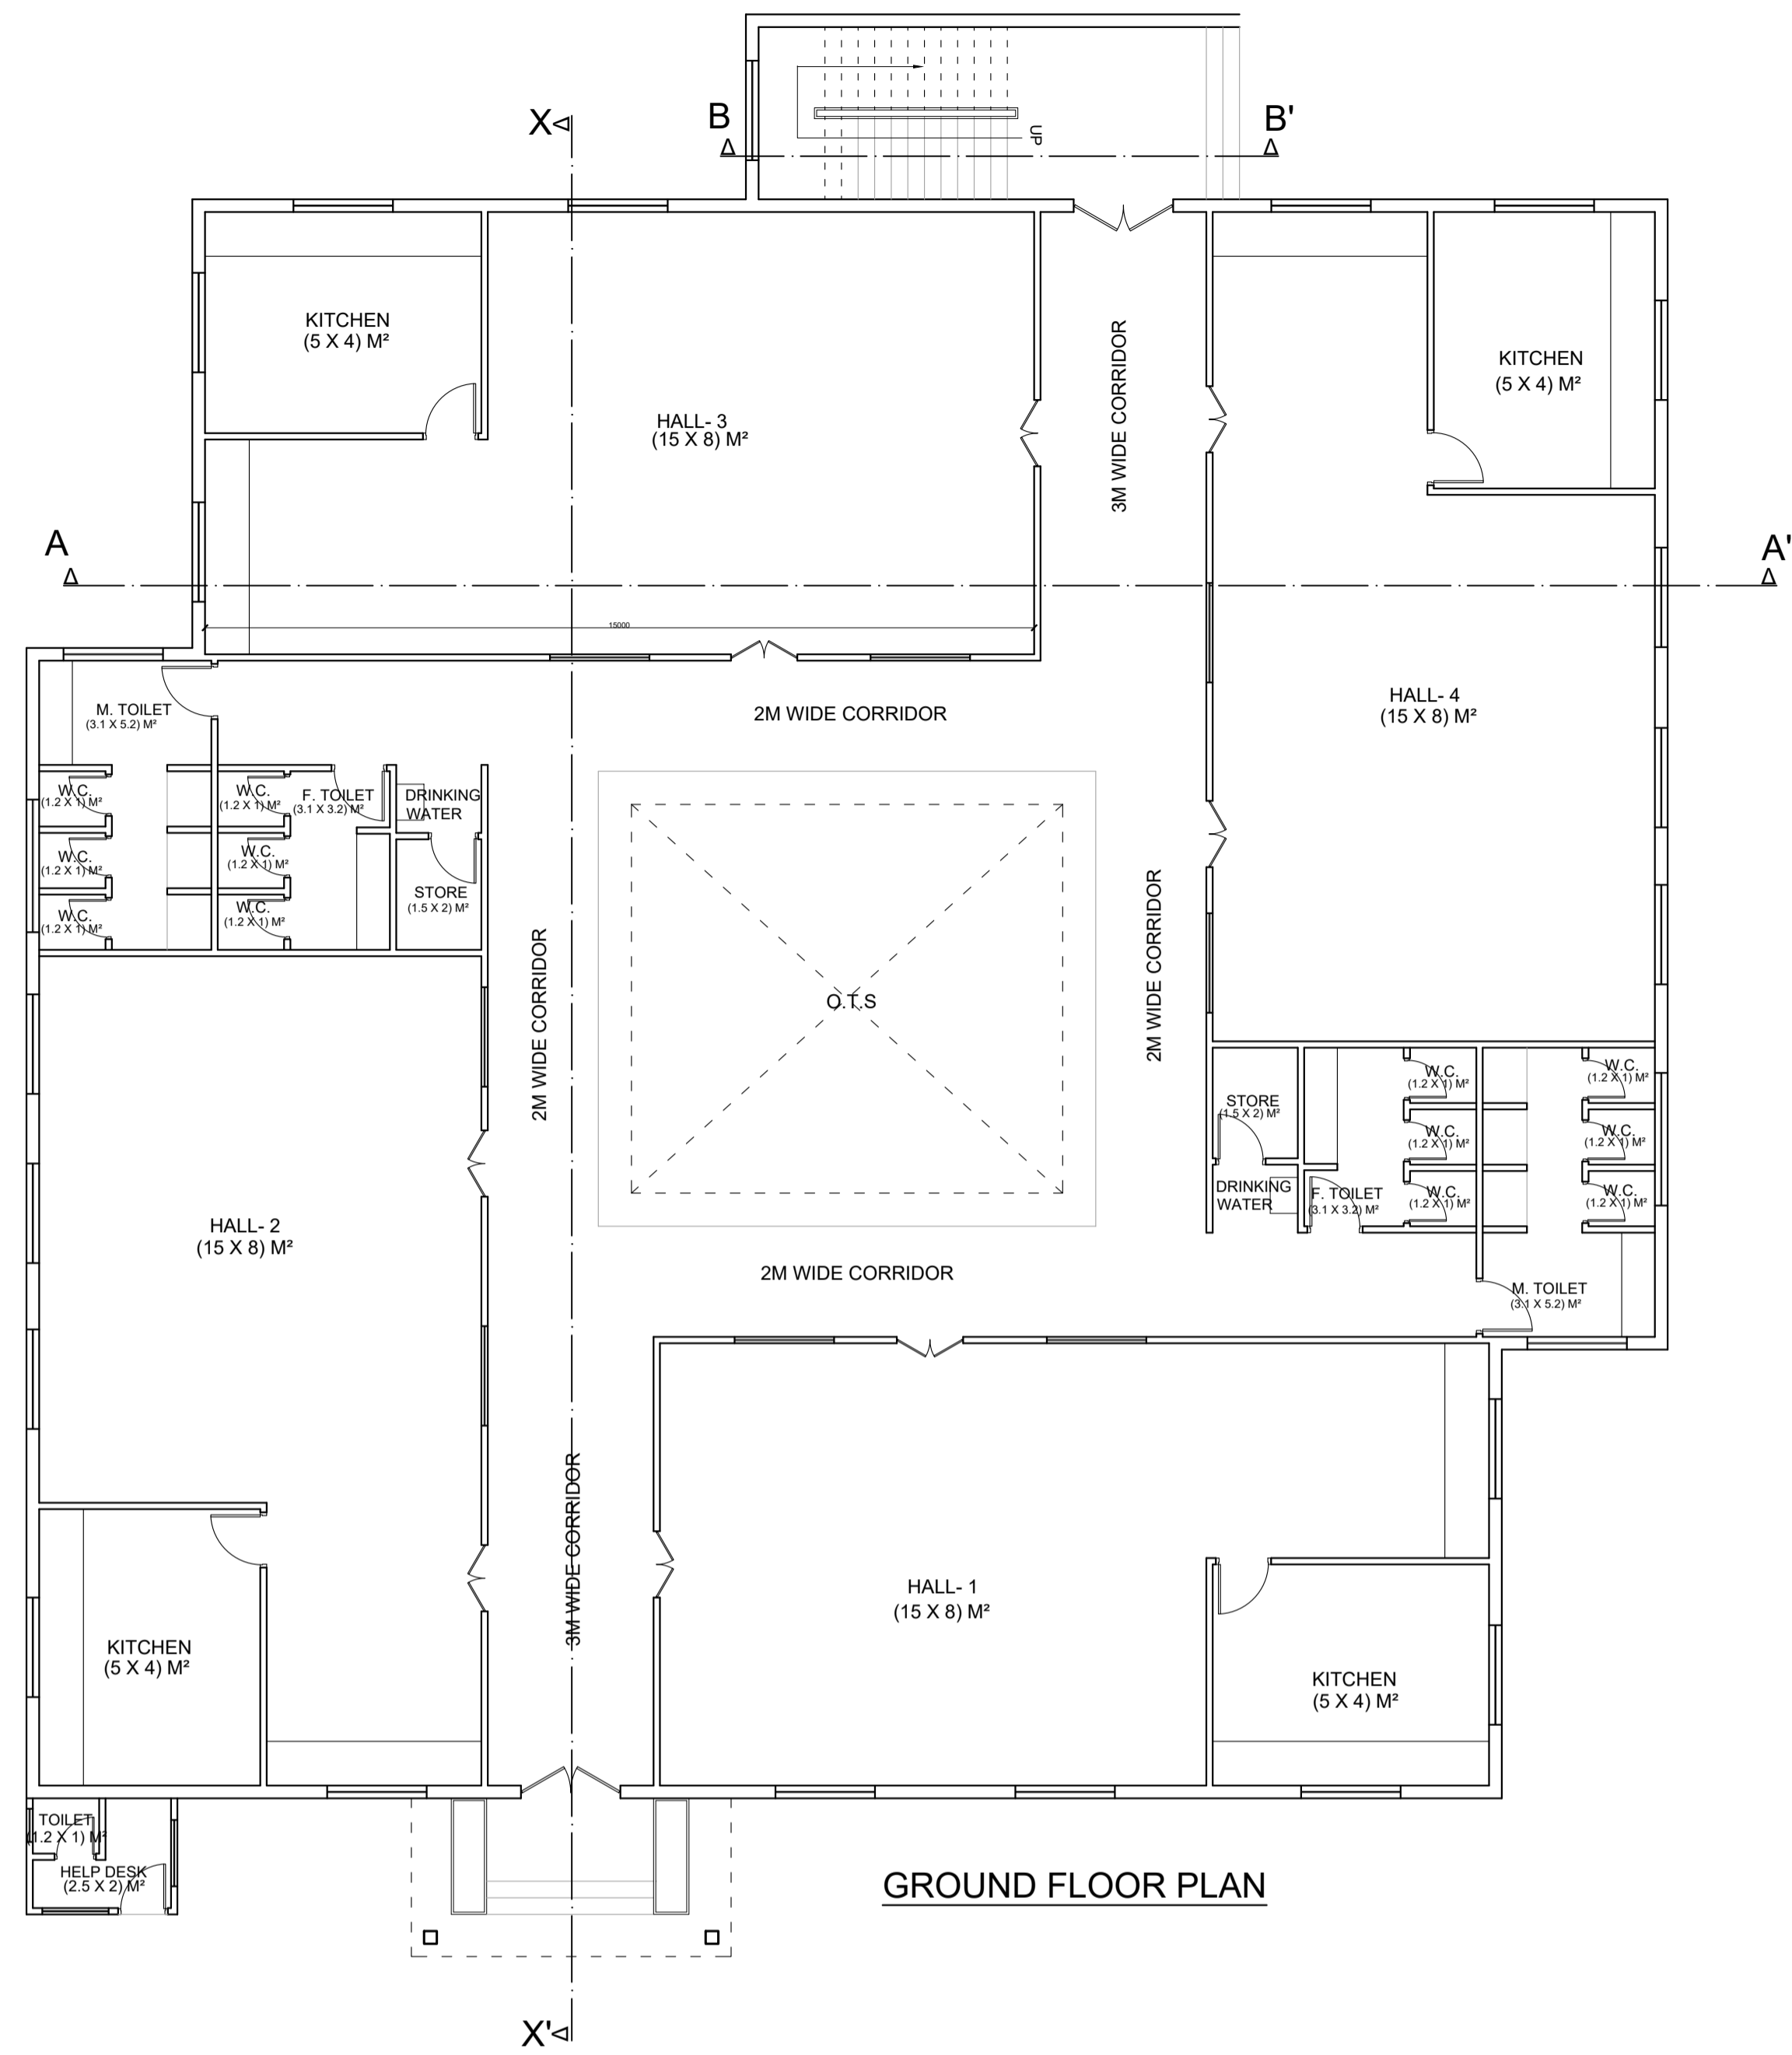 X
B
B'
UP
KITCHEN
(5 X 4) M²
HALL- 3
(15 X 8) M²
3M WIDE CORRIDOR
KITCHEN
(5 X 4) M²
A
A'
15000
M. TOILET
(3.1 X 5.2) M²
2M WIDE CORRIDOR
HALL- 4
(15 X 8) M²
W.C.
(1.2 X 1) M²
W.C.
(1.2 X 1) M²
F. TOILET
(3.1 X 3.2) M²
DRINKING
WATER
W.C.
(1.2 X 1) M²
W.C.
(1.2 X 1) M²
STORE
(1.5 X 2) M²
W.C.
(1.2 X 1) M²
W.C.
(1.2 X 1) M²
2M WIDE CORRIDOR
O.T.S
2M WIDE CORRIDOR
STORE
(1.5 X 2) M²
W.C.
(1.2 X 1) M²
W.C.
(1.2 X 1) M²
W.C.
(1.2 X 1) M²
W.C.
(1.2 X 1) M²
DRINKING
WATER
F. TOILET
(3.1 X 3.2) M²
W.C.
(1.2 X 1) M²
W.C.
(1.2 X 1) M²
HALL- 2
(15 X 8) M²
2M WIDE CORRIDOR
M. TOILET
(3.1 X 5.2) M²
3M WIDE CORRIDOR
HALL- 1
(15 X 8) M²
KITCHEN
(5 X 4) M²
KITCHEN
(5 X 4) M²
TOILET
(1.2 X 1) M²
HELP DESK
(2.5 X 2) M²
GROUND FLOOR PLAN
X'